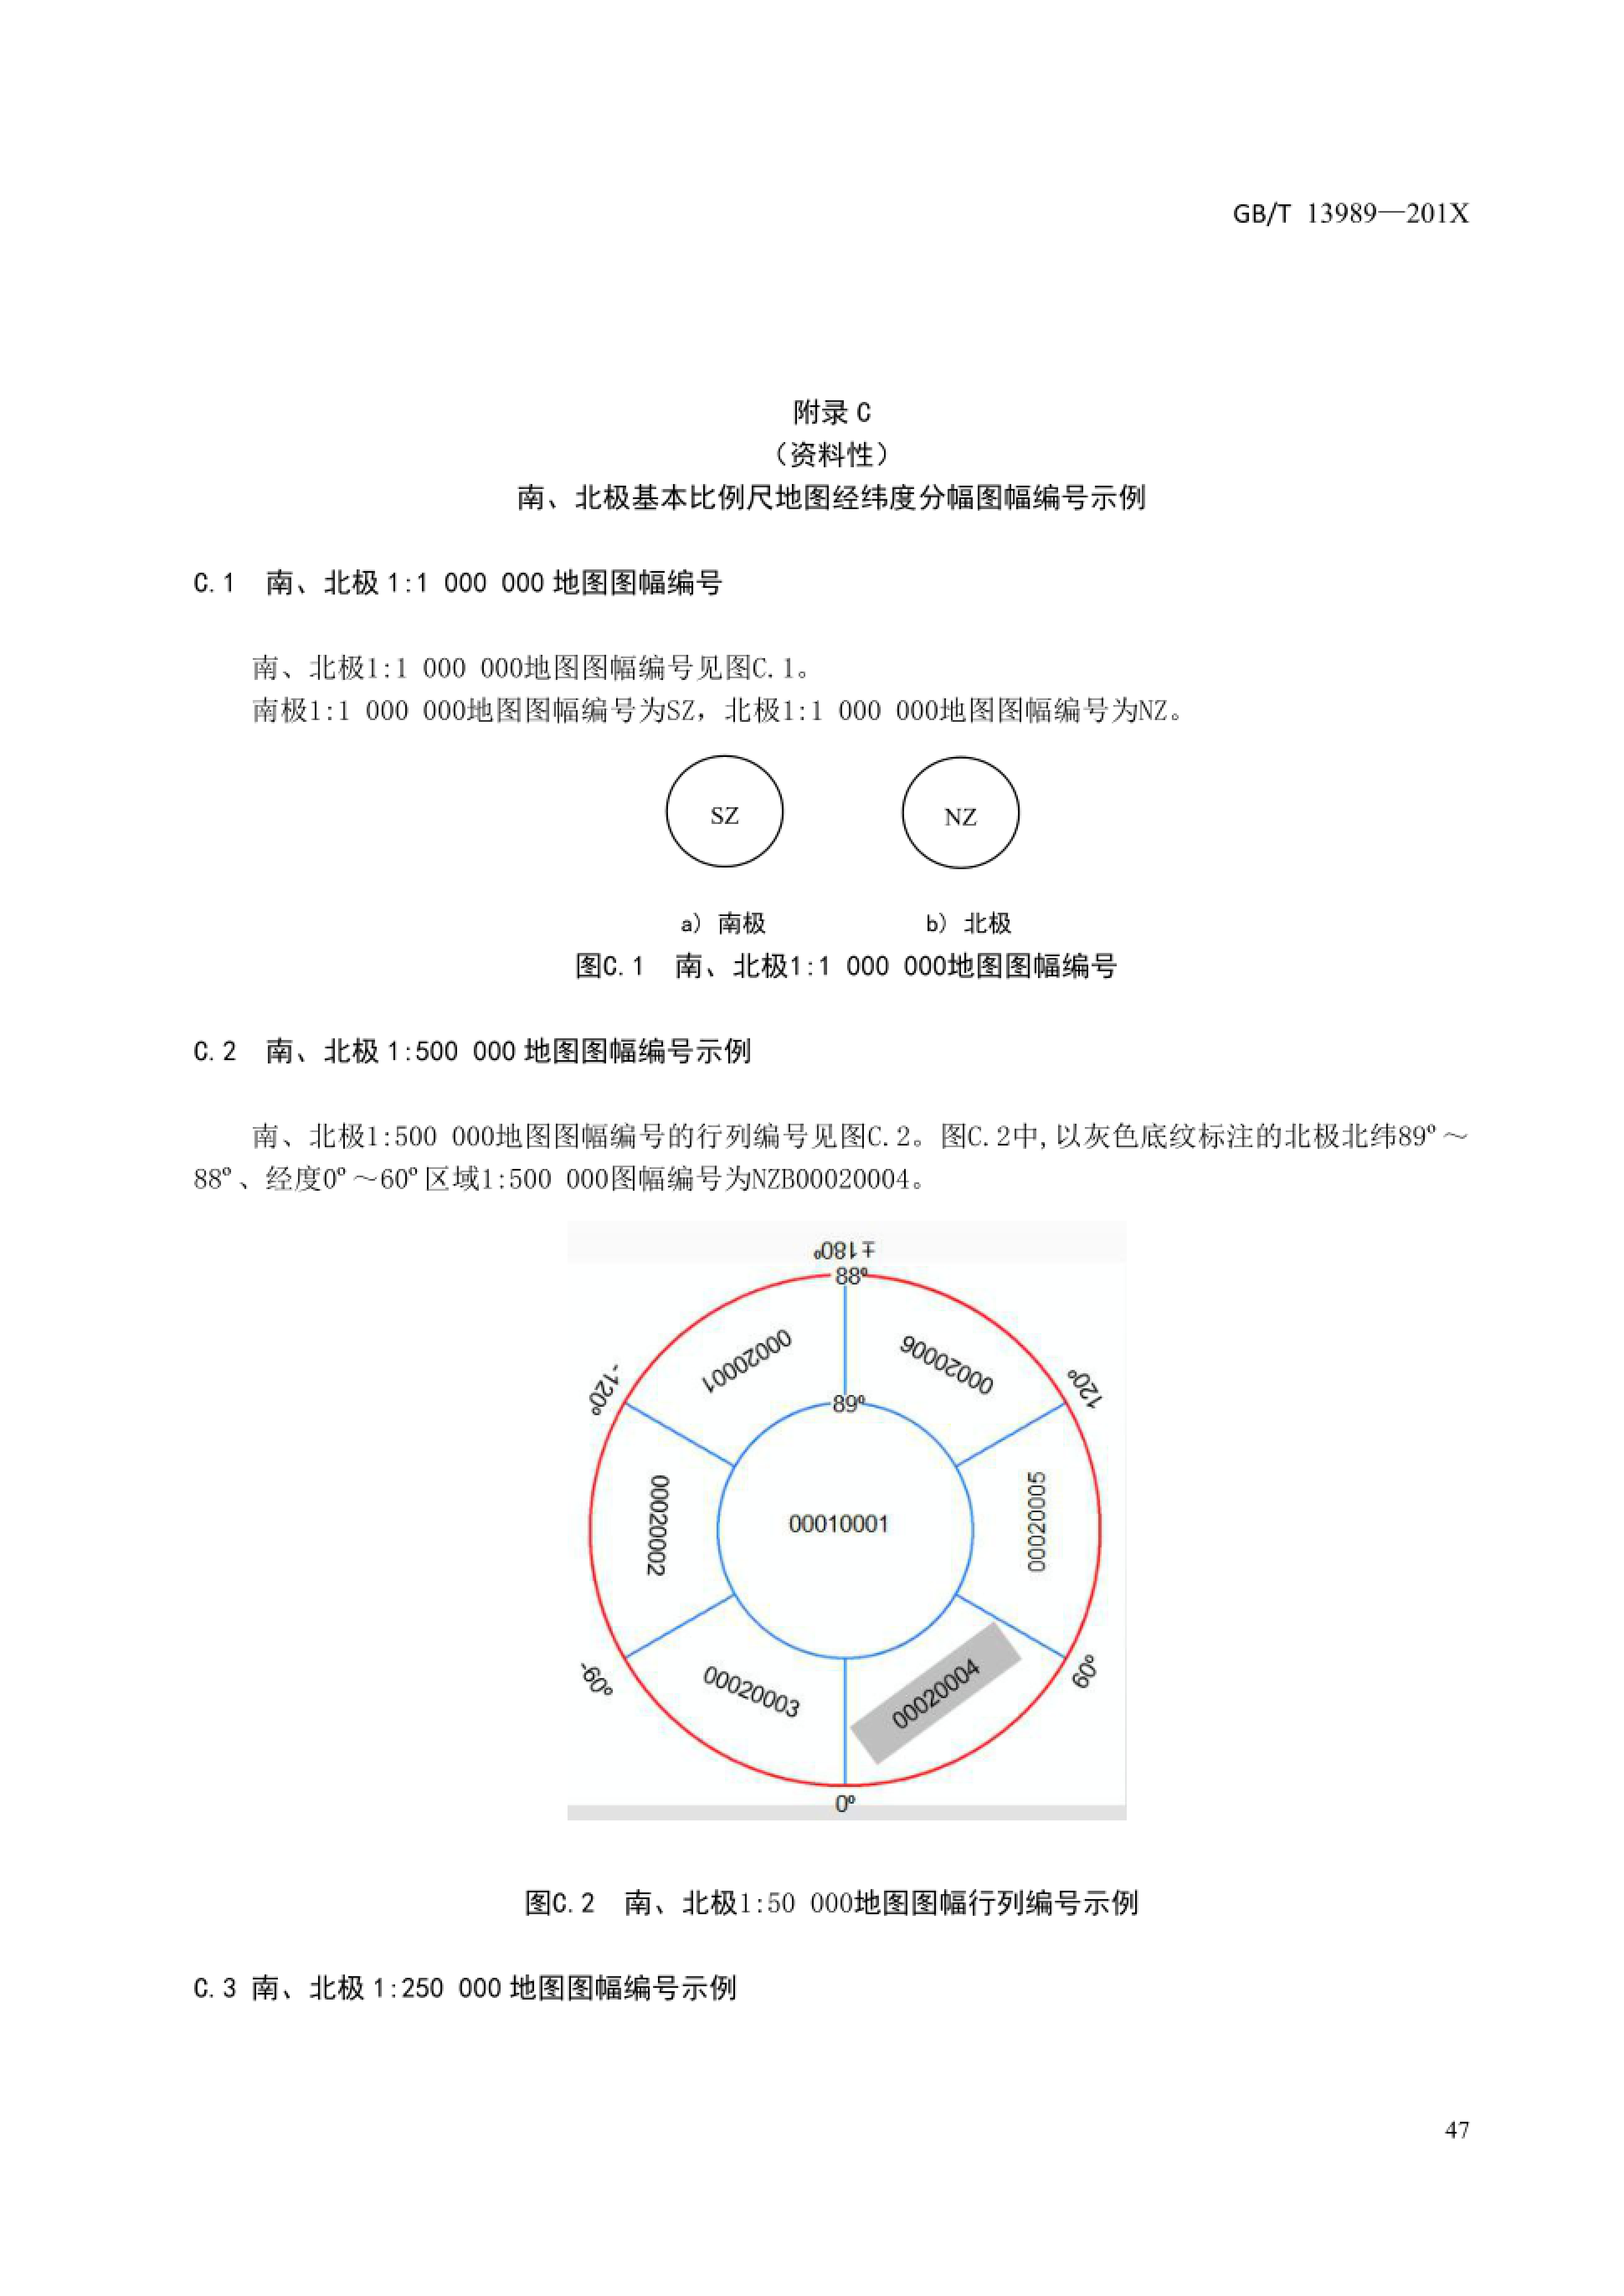 GB/T 13989—201X
附录 C
（资料性）
南、北极基本比例尺地图经纬度分幅图幅编号示例
C.1 南、北极 1:1 000 000 地图图幅编号
南、北极1:1 000 000地图图幅编号见图C.1。
南极1:1 000 000地图图幅编号为SZ，北极1:1 000 000地图图幅编号为NZ。
SZ
NZ
a) 南极
b) 北极
图C.1 南、北极1:1 000 000地图图幅编号
C.2 南、北极 1:500 000 地图图幅编号示例
南、北极1:500 000地图图幅编号的行列编号见图C.2。图C.2中,以灰色底纹标注的北极北纬89°～
88°、经度0°～60°区域1:500 000图幅编号为NZB00020004。
±180°
88°
00020001
00020006
-120°
120°
89°
00020002
00010001
00020005
-60°
00020003
00020004
60°
0°
图C.2 南、北极1:50 000地图图幅行列编号示例
C.3 南、北极 1:250 000 地图图幅编号示例
47